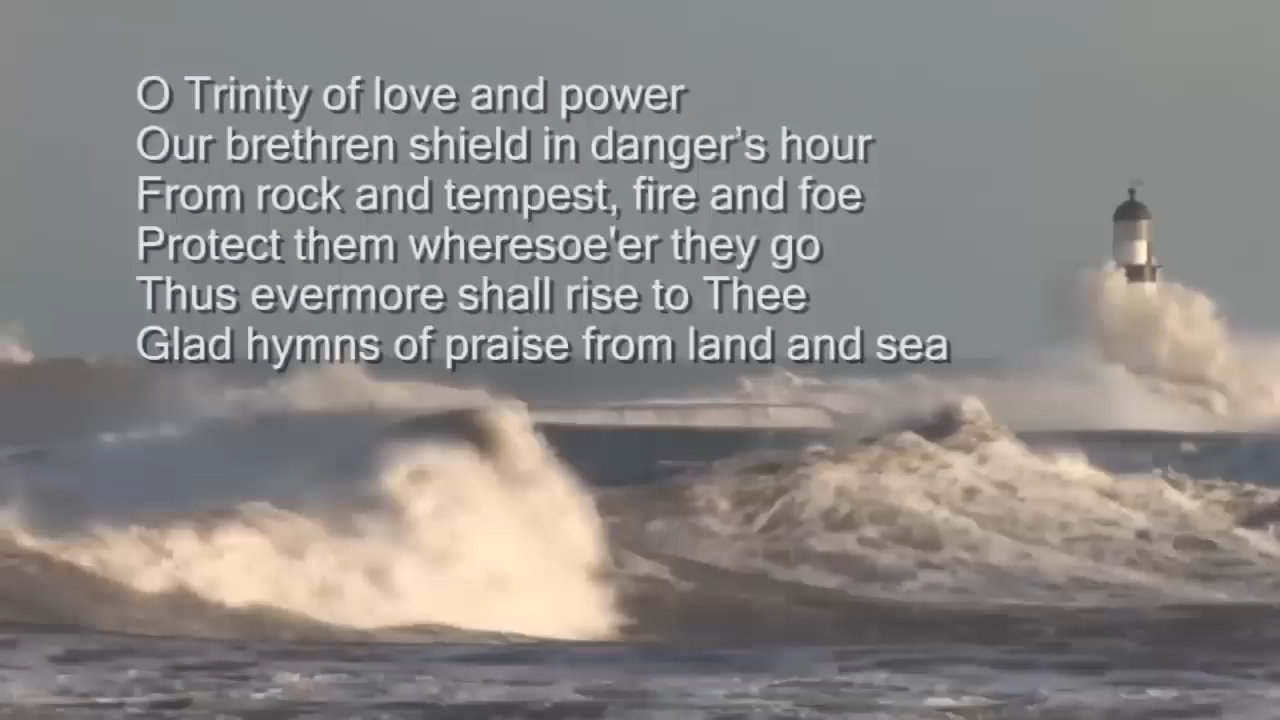 O Trinity of love and power
Our brethren shield in danger’s hour
From rock and tempest, fire and foe
Protect them wheresoe'er they go
Thus evermore shall rise to Thee
Glad hymns of praise from land and sea